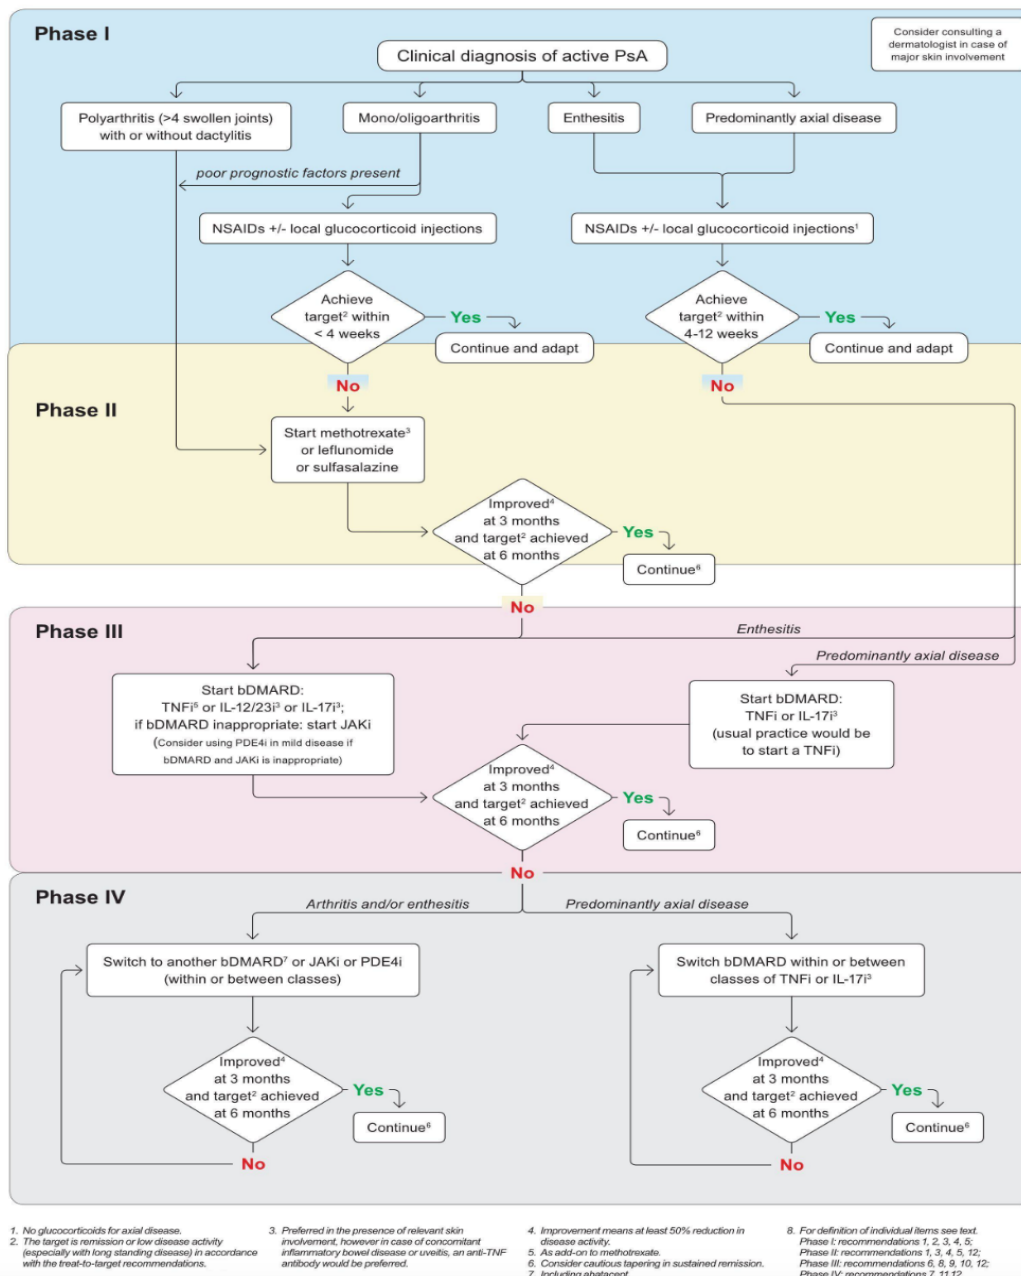 Phase I
Consider consulting a
dermatologist in case of
major skin involvement
Clinical diagnosis of active PsA
Polyarthritis (>4 swollen joints)
with or without dactylitis
Mono/oligoarthritis
Enthesitis
Predominantly axial disease
poor prognostic factors present
NSAIDs +/- local glucocorticoid injections
NSAIDs +/- local glucocorticoid injections¹
Achieve
target² within
< 4 weeks
Yes
Continue and adapt
Achieve
target² within
4-12 weeks
Yes
Continue and adapt
No
No
Phase II
Start methotrexate³
or leflunomide
or sulfasalazine
Improved⁴
at 3 months
and target² achieved
at 6 months
Yes
Continue⁶
No
Phase III
Enthesitis
Predominantly axial disease
Start bDMARD:
TNFi⁵ or IL-12/23i³ or IL-17i³;
if bDMARD inappropriate: start JAKi
(Consider using PDE4i in mild disease if
bDMARD and JAKi is inappropriate)
Start bDMARD:
TNFi or IL-17i³
(usual practice would be
to start a TNFi)
Improved⁴
at 3 months
and target² achieved
at 6 months
Yes
Continue⁶
No
Phase IV
Arthritis and/or enthesitis
Predominantly axial disease
Switch to another bDMARD⁷ or JAKi or PDE4i
(within or between classes)
Switch bDMARD within or between
classes of TNFi or IL-17i³
Improved⁴
at 3 months
and target² achieved
at 6 months
Yes
Continue⁶
No
Improved⁴
at 3 months
and target² achieved
at 6 months
Yes
Continue⁶
No
1. No glucocorticoids for axial disease.
2. The target is remission or low disease activity
(especially with long standing disease) in accordance
with the treat-to-target recommendations.
3. Preferred in the presence of relevant skin
involvement, however in case of concomitant
inflammatory bowel disease or uveitis, an anti-TNF
antibody would be preferred.
4. Improvement means at least 50% reduction in
disease activity.
5. As add-on to methotrexate.
6. Consider cautious tapering in sustained remission.
7. Including abatacept
8. For definition of individual items see text.
Phase I: recommendations 1, 2, 3, 4, 5;
Phase II: recommendations 1, 3, 4, 5, 12;
Phase III: recommendations 6, 8, 9, 10, 12;
Phase IV: recommendations 7, 11, 12